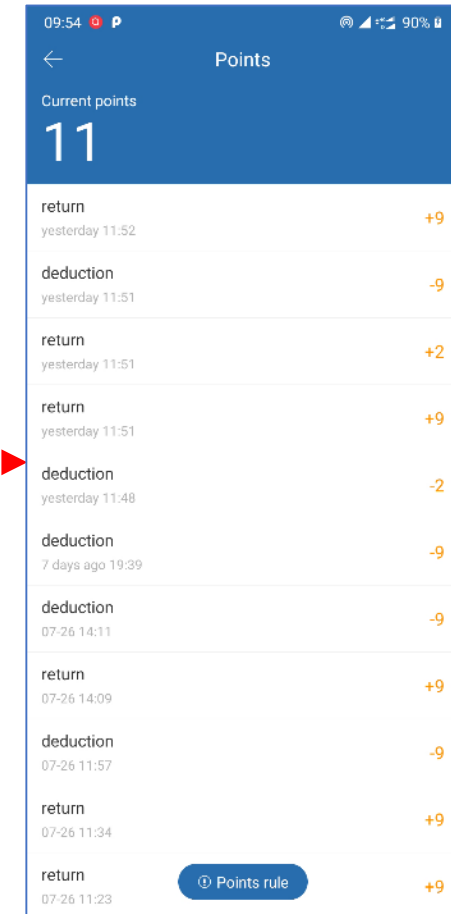 09:54 90%
Points
Current points
11
return
+9
yesterday 11:52
deduction
-9
yesterday 11:51
return
+2
yesterday 11:51
return
+9
yesterday 11:51
deduction
-2
yesterday 11:48
deduction
-9
7 days ago 19:39
deduction
-9
07-26 14:11
return
+9
07-26 14:09
deduction
-9
07-26 11:57
return
+9
07-26 11:34
return
+9
07-26 11:23
Points rule